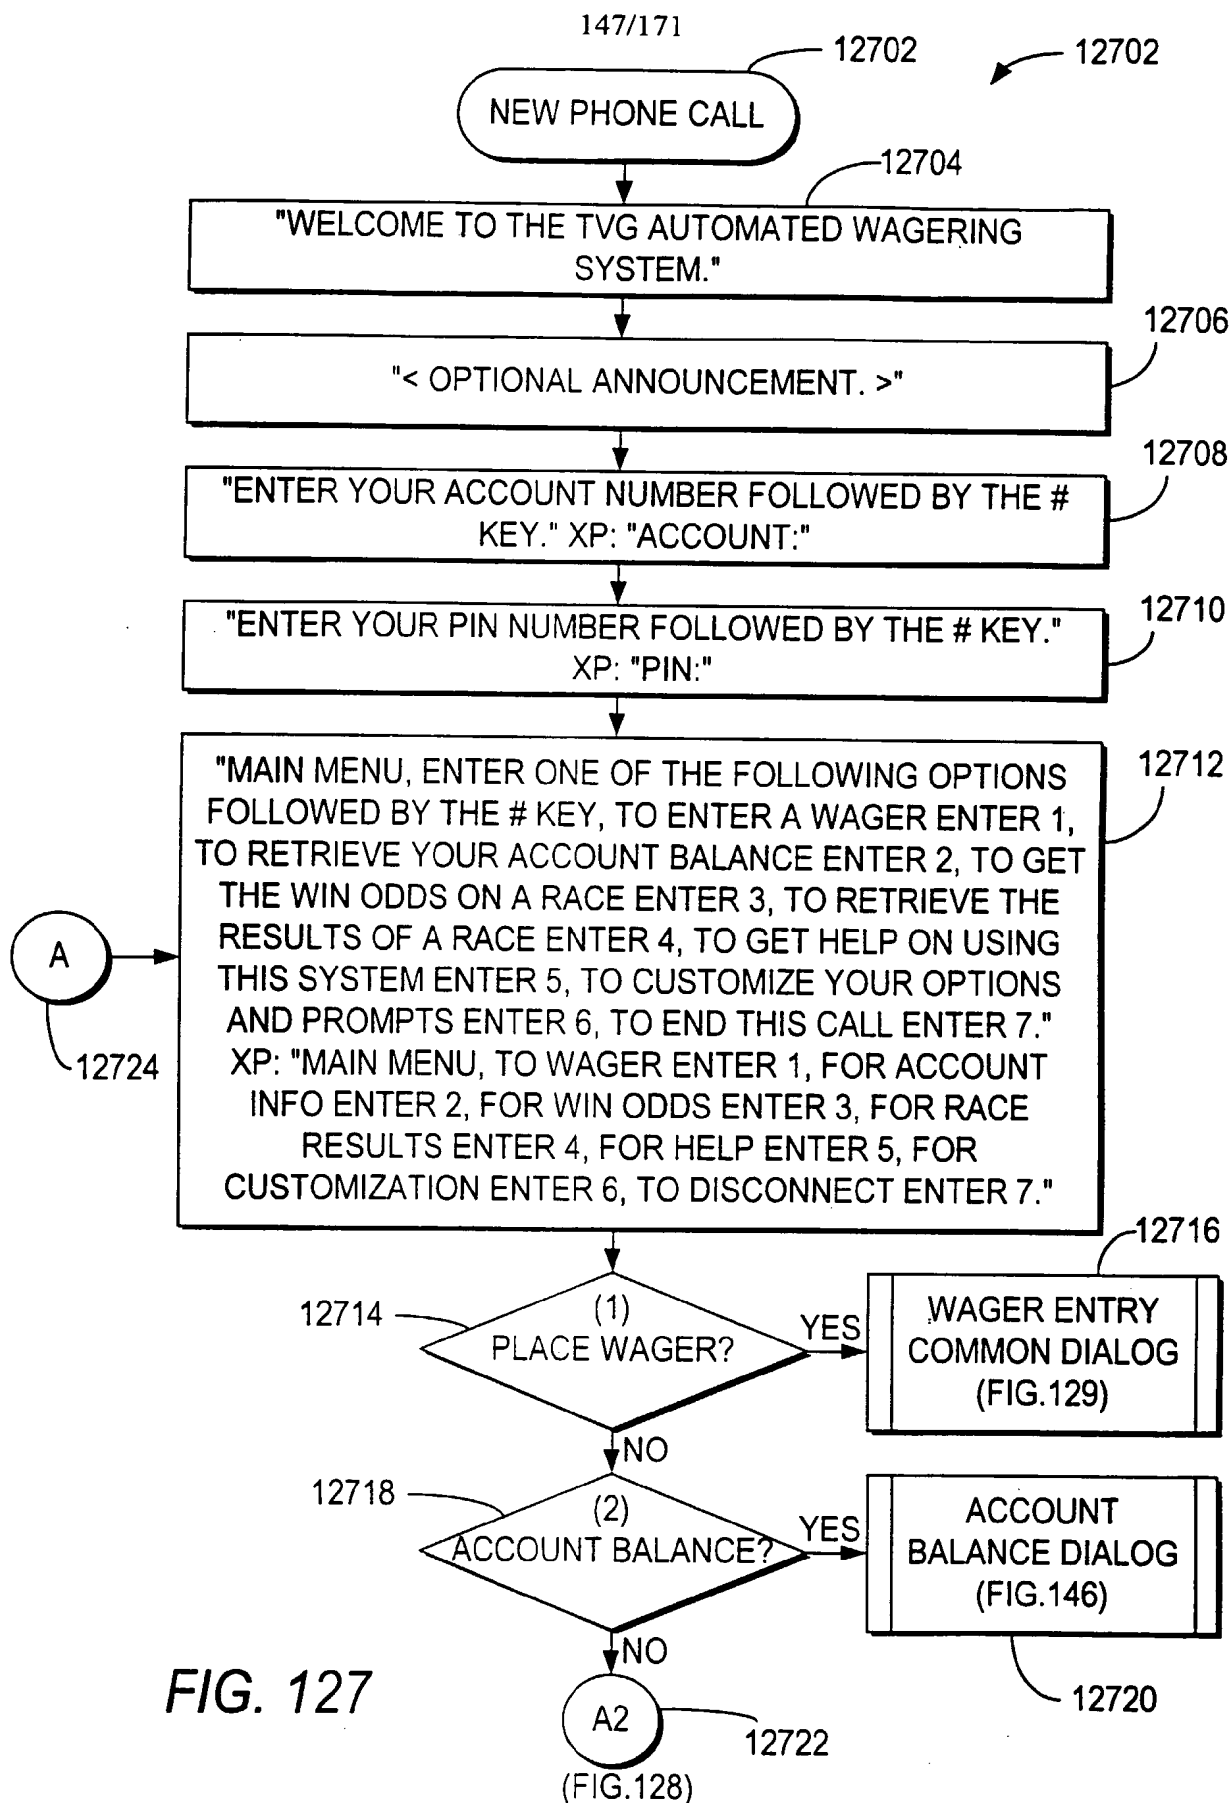 147/171
12702
12702
NEW PHONE CALL
12704
"WELCOME TO THE TVG AUTOMATED WAGERING
SYSTEM."
12706
"< OPTIONAL ANNOUNCEMENT. >"
12708
"ENTER YOUR ACCOUNT NUMBER FOLLOWED BY THE #
KEY." XP: "ACCOUNT:"
12710
"ENTER YOUR PIN NUMBER FOLLOWED BY THE # KEY."
XP: "PIN:"
12712
"MAIN MENU, ENTER ONE OF THE FOLLOWING OPTIONS
FOLLOWED BY THE # KEY, TO ENTER A WAGER ENTER 1,
TO RETRIEVE YOUR ACCOUNT BALANCE ENTER 2, TO GET
THE WIN ODDS ON A RACE ENTER 3, TO RETRIEVE THE
RESULTS OF A RACE ENTER 4, TO GET HELP ON USING
THIS SYSTEM ENTER 5, TO CUSTOMIZE YOUR OPTIONS
AND PROMPTS ENTER 6, TO END THIS CALL ENTER 7."
XP: "MAIN MENU, TO WAGER ENTER 1, FOR ACCOUNT
INFO ENTER 2, FOR WIN ODDS ENTER 3, FOR RACE
RESULTS ENTER 4, FOR HELP ENTER 5, FOR
CUSTOMIZATION ENTER 6, TO DISCONNECT ENTER 7."
A
12724
12714
(1)
PLACE WAGER?
YES
NO
12716
WAGER ENTRY
COMMON DIALOG
(FIG.129)
12718
(2)
ACCOUNT BALANCE?
YES
NO
ACCOUNT
BALANCE DIALOG
(FIG.146)
12720
A2
12722
(FIG.128)
FIG. 127